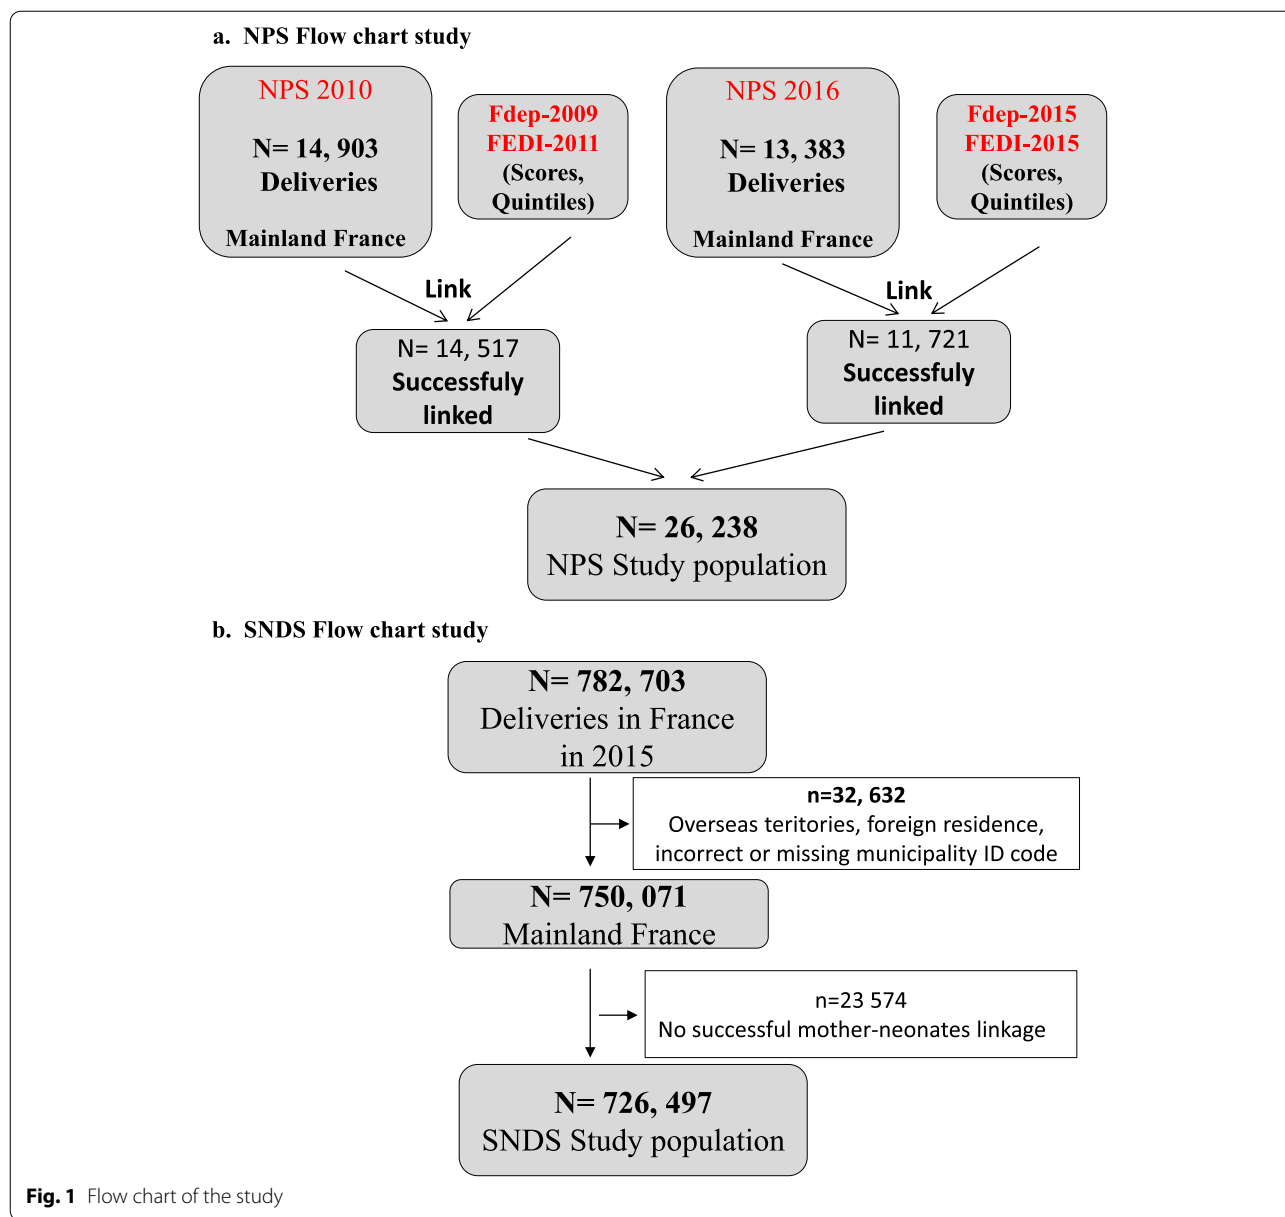 a. NPS Flow chart study
NPS 2010
N= 14, 903
Deliveries
Mainland France
Fdep-2009
FEDI-2011
(Scores,
Quintiles)
NPS 2016
N= 13, 383
Deliveries
Mainland France
Fdep-2015
FEDI-2015
(Scores,
Quintiles)
Link
Link
N= 14, 517
Successfuly
linked
N= 11, 721
Successfuly
linked
N= 26, 238
NPS Study population
b. SNDS Flow chart study
N= 782, 703
Deliveries in France
in 2015
n=32, 632
Overseas teritories, foreign residence,
incorrect or missing municipality ID code
N= 750, 071
Mainland France
n=23 574
No successful mother-neonates linkage
N= 726, 497
SNDS Study population
Fig. 1 Flow chart of the study